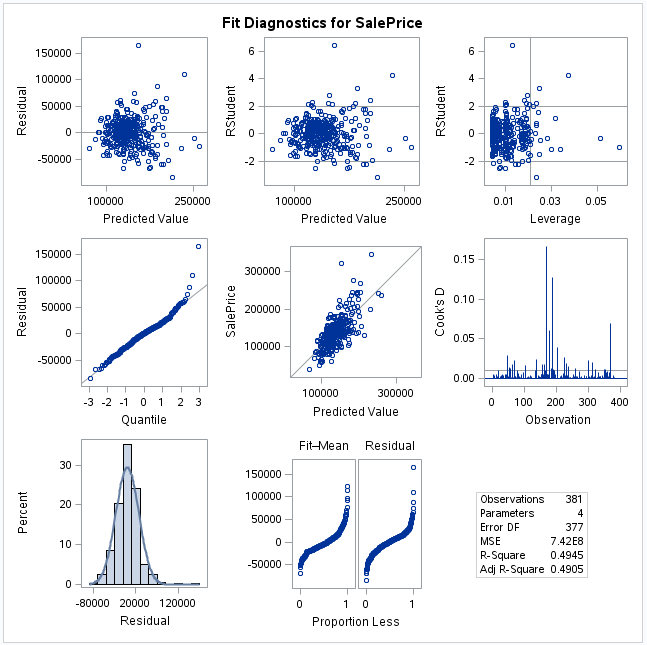 Fit Diagnostics for SalePrice
Residual
150000
100000
50000
0
-50000
100000 250000
Predicted Value
RStudent
6
4
2
0
-2
100000 250000
Predicted Value
RStudent
6
4
2
0
-2
0.01 0.03 0.05
Leverage
Residual
150000
100000
50000
0
-50000
-3 -2 -1 0 1 2 3
Quantile
SalePrice
300000
200000
100000
100000 300000
Predicted Value
Cook's D
0.15
0.10
0.05
0.00
0 100 200 300 400
Observation
Percent
30
20
10
0
-80000 20000 120000
Residual
Fit–Mean Residual
150000
100000
50000
0
-50000
0 1 0 1
Proportion Less
Observations 381
Parameters 4
Error DF 377
MSE 7.42E8
R-Square 0.4945
Adj R-Square 0.4905